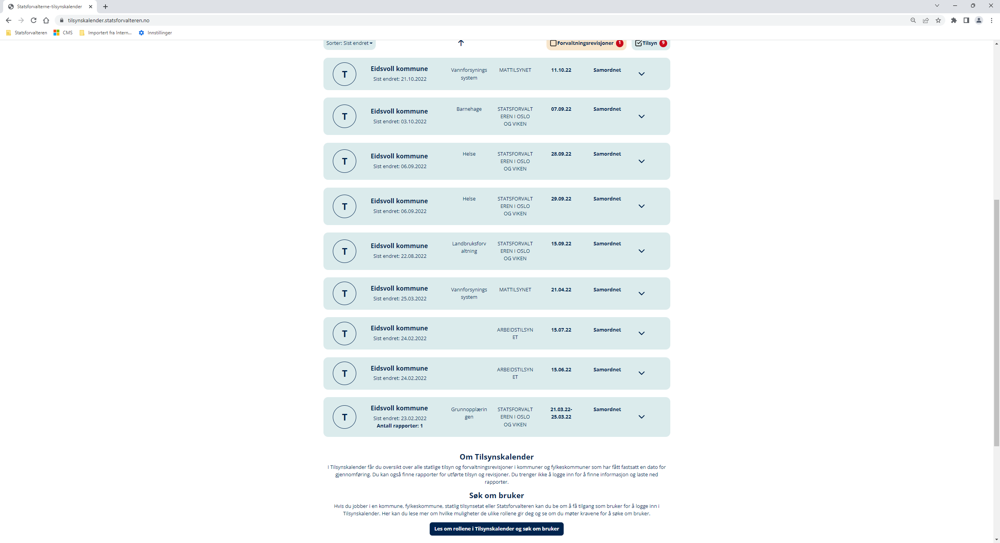 Statsforvalterne-tilsynskalender
tilsynskalender.statsforvalteren.no
Statsforvalteren CMS Importert fra Intern... Innstillinger
Sorter: Sist endret Forvaltningsrevisjoner 1 Tilsyn 9
T
Eidsvoll kommune
Sist endret: 21.10.2022
Vannforsynings
system
MATTILSYNET
11.10.22
Samordnet
T
Eidsvoll kommune
Sist endret: 03.10.2022
Barnehage
STATSFORVALT
EREN I OSLO
OG VIKEN
07.09.22
Samordnet
T
Eidsvoll kommune
Sist endret: 06.09.2022
Helse
STATSFORVALT
EREN I OSLO
OG VIKEN
28.09.22
Samordnet
T
Eidsvoll kommune
Sist endret: 06.09.2022
Helse
STATSFORVALT
EREN I OSLO
OG VIKEN
29.09.22
Samordnet
T
Eidsvoll kommune
Sist endret: 22.08.2022
Landbruksforv
altning
STATSFORVALT
EREN I OSLO
OG VIKEN
15.09.22
Samordnet
T
Eidsvoll kommune
Sist endret: 25.03.2022
Vannforsynings
system
MATTILSYNET
21.04.22
Samordnet
T
Eidsvoll kommune
Sist endret: 24.02.2022
ARBEIDSTILSYN
ET
15.07.22
Samordnet
T
Eidsvoll kommune
Sist endret: 24.02.2022
ARBEIDSTILSYN
ET
15.06.22
Samordnet
T
Eidsvoll kommune
Sist endret: 23.02.2022
Antall rapporter: 1
Grunnopplærin
gen
STATSFORVALT
EREN I OSLO
OG VIKEN
21.03.22-
25.03.22
Samordnet
Om Tilsynskalender
I Tilsynskalender får du oversikt over alle statlige tilsyn og forvaltningsrevisjoner i kommuner og fylkeskommuner som har fått fastsatt en dato for
gjennomføring. Du kan også finne rapporter for utførte tilsyn og revisjoner. Du trenger ikke å logge inn for å finne informasjon og laste ned
rapporter.
Søk om bruker
Hvis du jobber i en kommune, fylkeskommune, statlig tilsynsetat eller Statsforvalteren kan du be om å få tilgang som bruker for å logge inn i
Tilsynskalender. Her kan du lese mer om hvilke muligheter de ulike rollene gir deg og se om du møter kravene for å søke om bruker.
Les om rollene i Tilsynskalender og søk om bruker